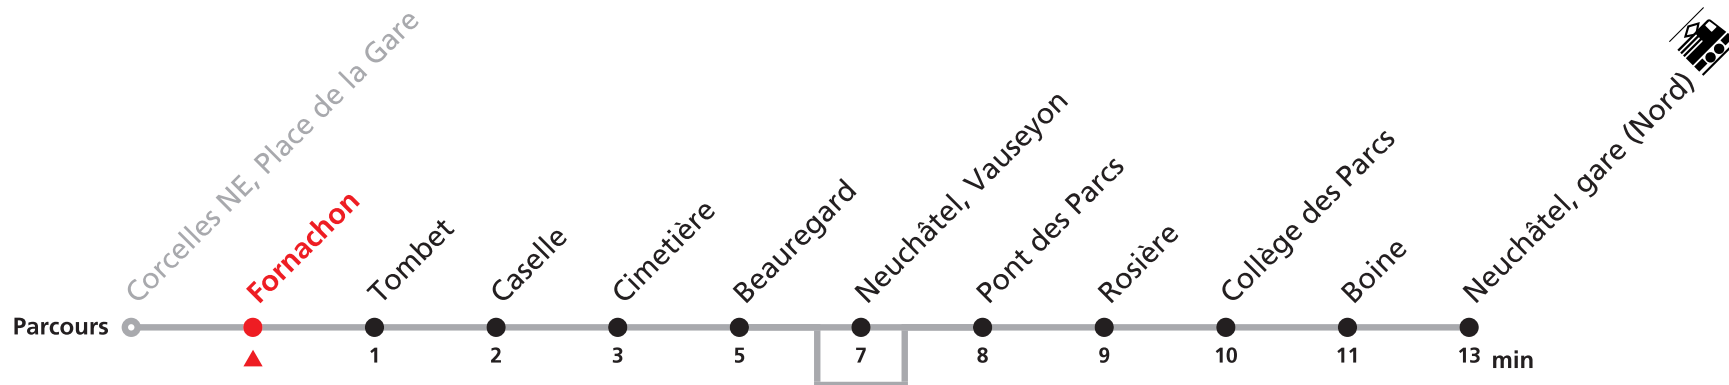 Corcelles NE, Place de la Gare
Fornachon
Tombet
Caselle
Cimetière
Beauregard
Neuchâtel, Vauseyon
Pont des Parcs
Rosière
Collège des Parcs
Boine
Neuchâtel, gare (Nord)
Parcours
1 2 3 5 7 8 9 10 11 13 min